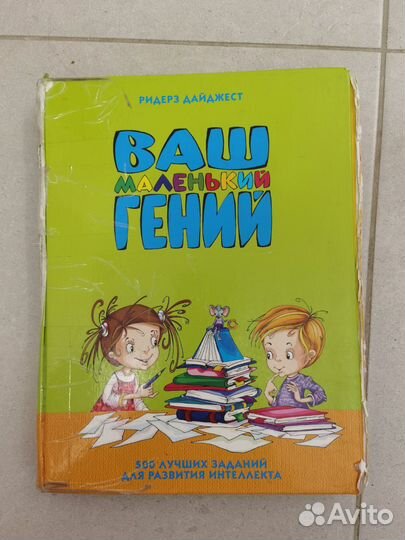 РИДЕРЗ ДАЙДЖЕСТ
ВАШ
МАЛЕНЬКИЙ
ГЕНИЙ
500 ЛУЧШИХ ЗАДАНИЙ
ДЛЯ РАЗВИТИЯ ИНТЕЛЛЕКТА
Avito